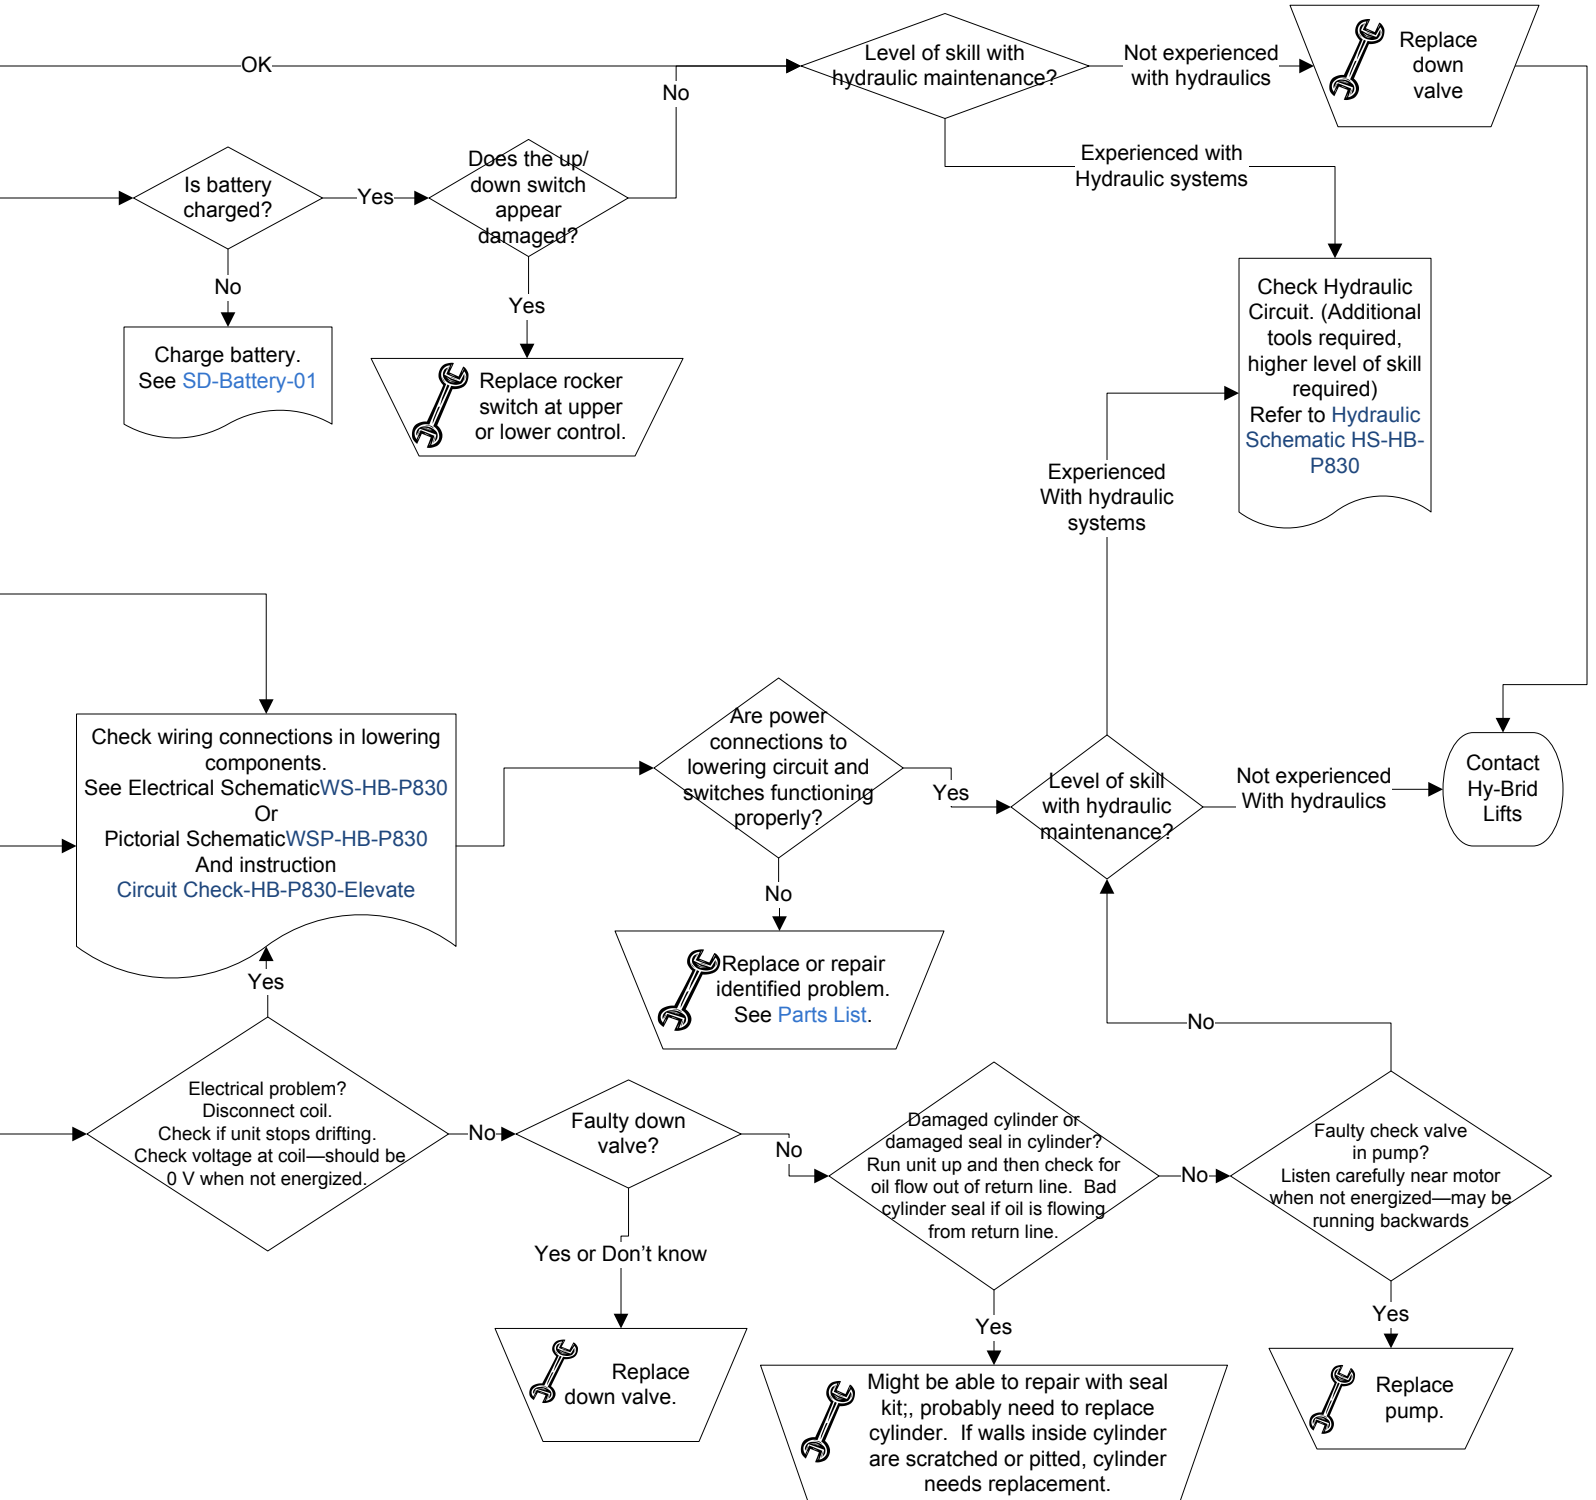 OK
Level of skill with
hydraulic maintenance?
Not experienced
with hydraulics
Replace
down
valve
No
Experienced with
Hydraulic systems
Is battery
charged?
Yes
Does the up/
down switch
appear
damaged?
No
Yes
Charge battery.
See SD-Battery-01
Replace rocker
switch at upper
or lower control.
Check Hydraulic
Circuit. (Additional
tools required,
higher level of skill
required)
Refer to Hydraulic
Schematic HS-HB-
P830
Experienced
With hydraulic
systems
Check wiring connections in lowering
components.
See Electrical SchematicWS-HB-P830
Or
Pictorial SchematicWSP-HB-P830
And instruction
Circuit Check-HB-P830-Elevate
Are power
connections to
lowering circuit and
switches functioning
properly?
Yes
Level of skill
with hydraulic
maintenance?
Not experienced
With hydraulics
Contact
Hy-Brid
Lifts
No
Replace or repair
identified problem.
See Parts List.
Yes
No
Electrical problem?
Disconnect coil.
Check if unit stops drifting.
Check voltage at coil—should be
0 V when not energized.
No
Faulty down
valve?
No
Damaged cylinder or
damaged seal in cylinder?
Run unit up and then check for
oil flow out of return line.  Bad
cylinder seal if oil is flowing
from return line.
No
Faulty check valve
in pump?
Listen carefully near motor
when not energized—may be
running backwards
Yes or Don't know
Yes
Yes
Replace
down valve.
Might be able to repair with seal
kit;, probably need to replace
cylinder.  If walls inside cylinder
are scratched or pitted, cylinder
needs replacement.
Replace
pump.